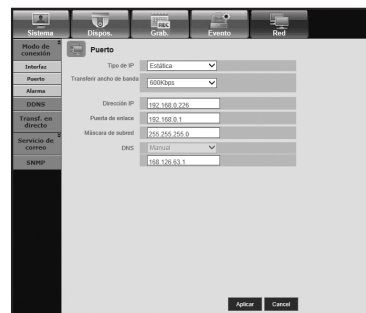 REC
Sistema
Dispos.
Grab.
Evento
Red
Modo de
conexión
Interfaz
Puerto
Alarma
DDNS
Transf. en
directo
Servicio de
correo
SNMP
Puerto
Tipo de IP
Estática
Transferir ancho de banda
600Kbps
Dirección IP
192.168.0.226
Puerta de enlace
192.168.0.1
Máscara de subred
255.255.255.0
DNS
Manual
168.126.63.1
Aplicar
Cancel